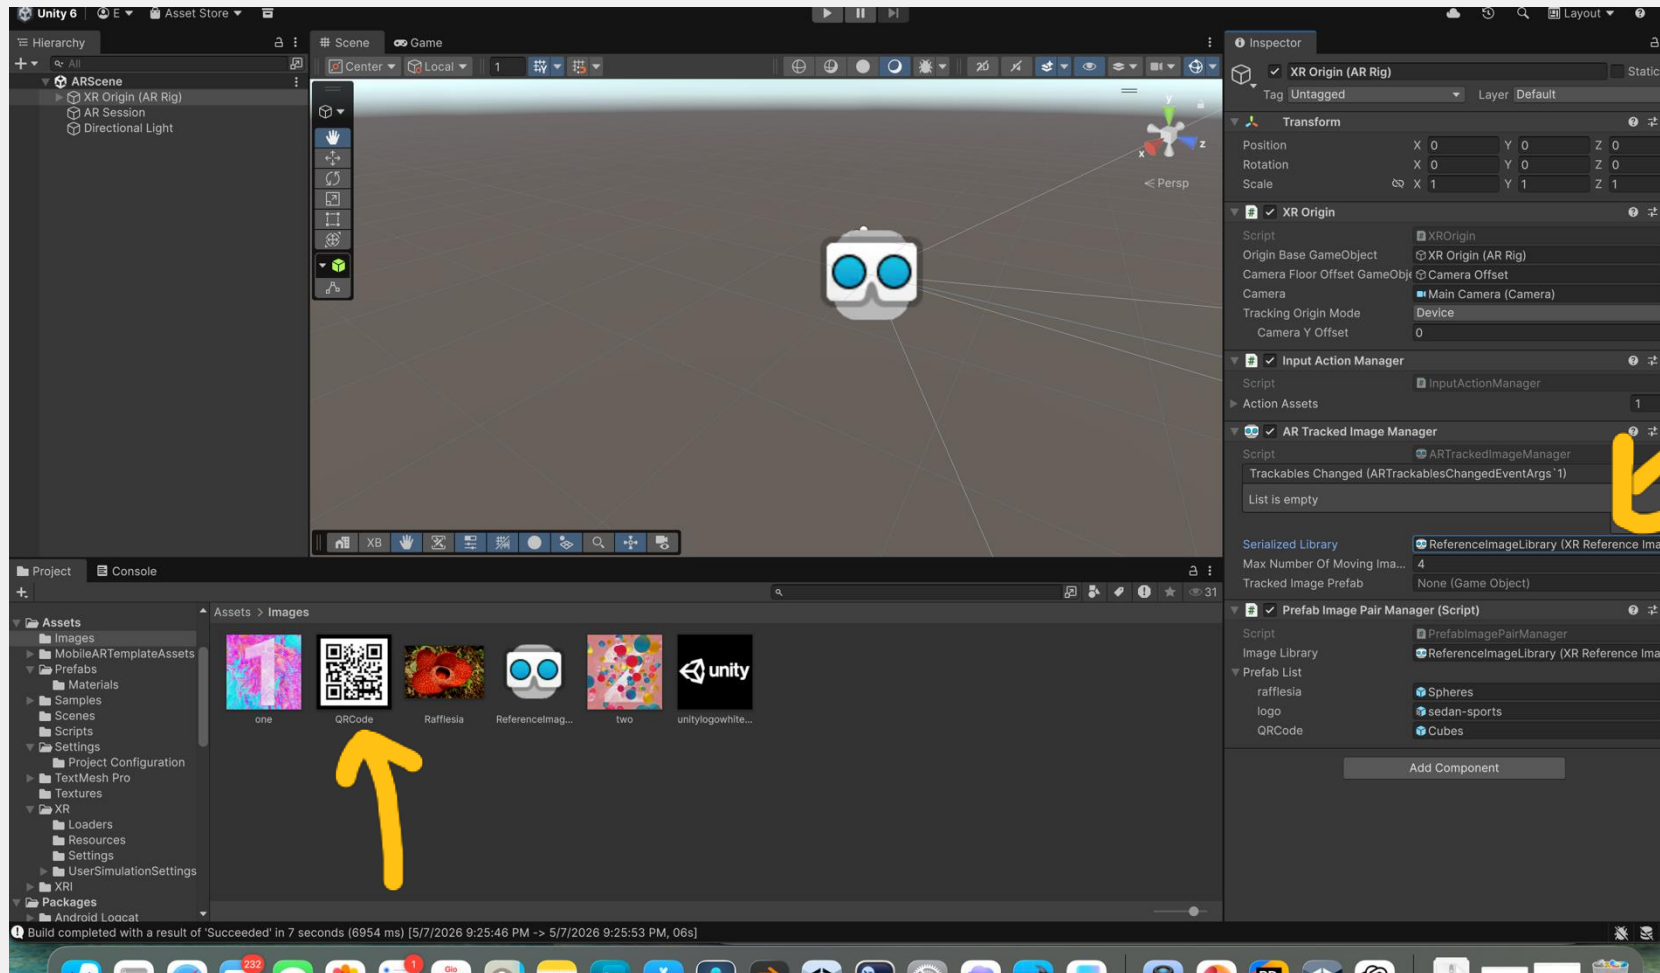 Unity 6 E Asset Store Layout
Hierarchy
All
ARScene
XR Origin (AR Rig)
AR Session
Directional Light
Scene Game
Center Local 1 2D
y
x z
Persp
XB
Inspector
XR Origin (AR Rig) Static
Tag Untagged Layer Default
Transform
Position X 0 Y 0 Z 0
Rotation X 0 Y 0 Z 0
Scale X 1 Y 1 Z 1
XR Origin
Script XROrigin
Origin Base GameObject XR Origin (AR Rig)
Camera Floor Offset GameObje Camera Offset
Camera Main Camera (Camera)
Tracking Origin Mode Device
Camera Y Offset 0
Input Action Manager
Script InputActionManager
Action Assets 1
AR Tracked Image Manager
Script ARTrackedImageManager
Trackables Changed (ARTrackablesChangedEventArgs`1)
List is empty
Serialized Library ReferenceImageLibrary (XR Reference Ima
Max Number Of Moving Ima... 4
Tracked Image Prefab None (Game Object)
Prefab Image Pair Manager (Script)
Script PrefabImagePairManager
Image Library ReferenceImageLibrary (XR Reference Ima
Prefab List
rafflesia Spheres
logo sedan-sports
QRCode Cubes
Add Component
Project Console
31
Assets
Images
MobileARTemplateAssets
Prefabs
Materials
Samples
Scenes
Scripts
Settings
Project Configuration
TextMesh Pro
Textures
XR
Loaders
Resources
Settings
UserSimulationSettings
XRI
Packages
Android Logcat
Assets > Images
1 2 unity
one QRCode Rafflesia ReferenceImag... two unitylogowhite...
Build completed with a result of 'Succeeded' in 7 seconds (6954 ms) [5/7/2026 9:25:46 PM -> 5/7/2026 9:25:53 PM, 06s]
232 1 Gio